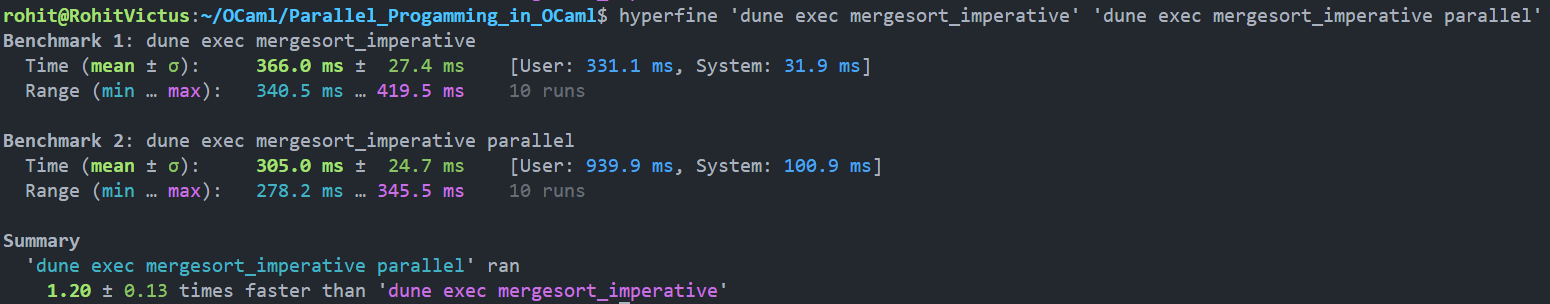 rohit@RohitVictus:~/OCaml/Parallel_Progamming_in_OCaml$ hyperfine 'dune exec mergesort_imperative' 'dune exec mergesort_imperative parallel'
Benchmark 1: dune exec mergesort_imperative
  Time (mean ± σ):     366.0 ms ±  27.4 ms    [User: 331.1 ms, System: 31.9 ms]
  Range (min … max):   340.5 ms … 419.5 ms    10 runs

Benchmark 2: dune exec mergesort_imperative parallel
  Time (mean ± σ):     305.0 ms ±  24.7 ms    [User: 939.9 ms, System: 100.9 ms]
  Range (min … max):   278.2 ms … 345.5 ms    10 runs

Summary
  'dune exec mergesort_imperative parallel' ran
    1.20 ± 0.13 times faster than 'dune exec mergesort_imperative'